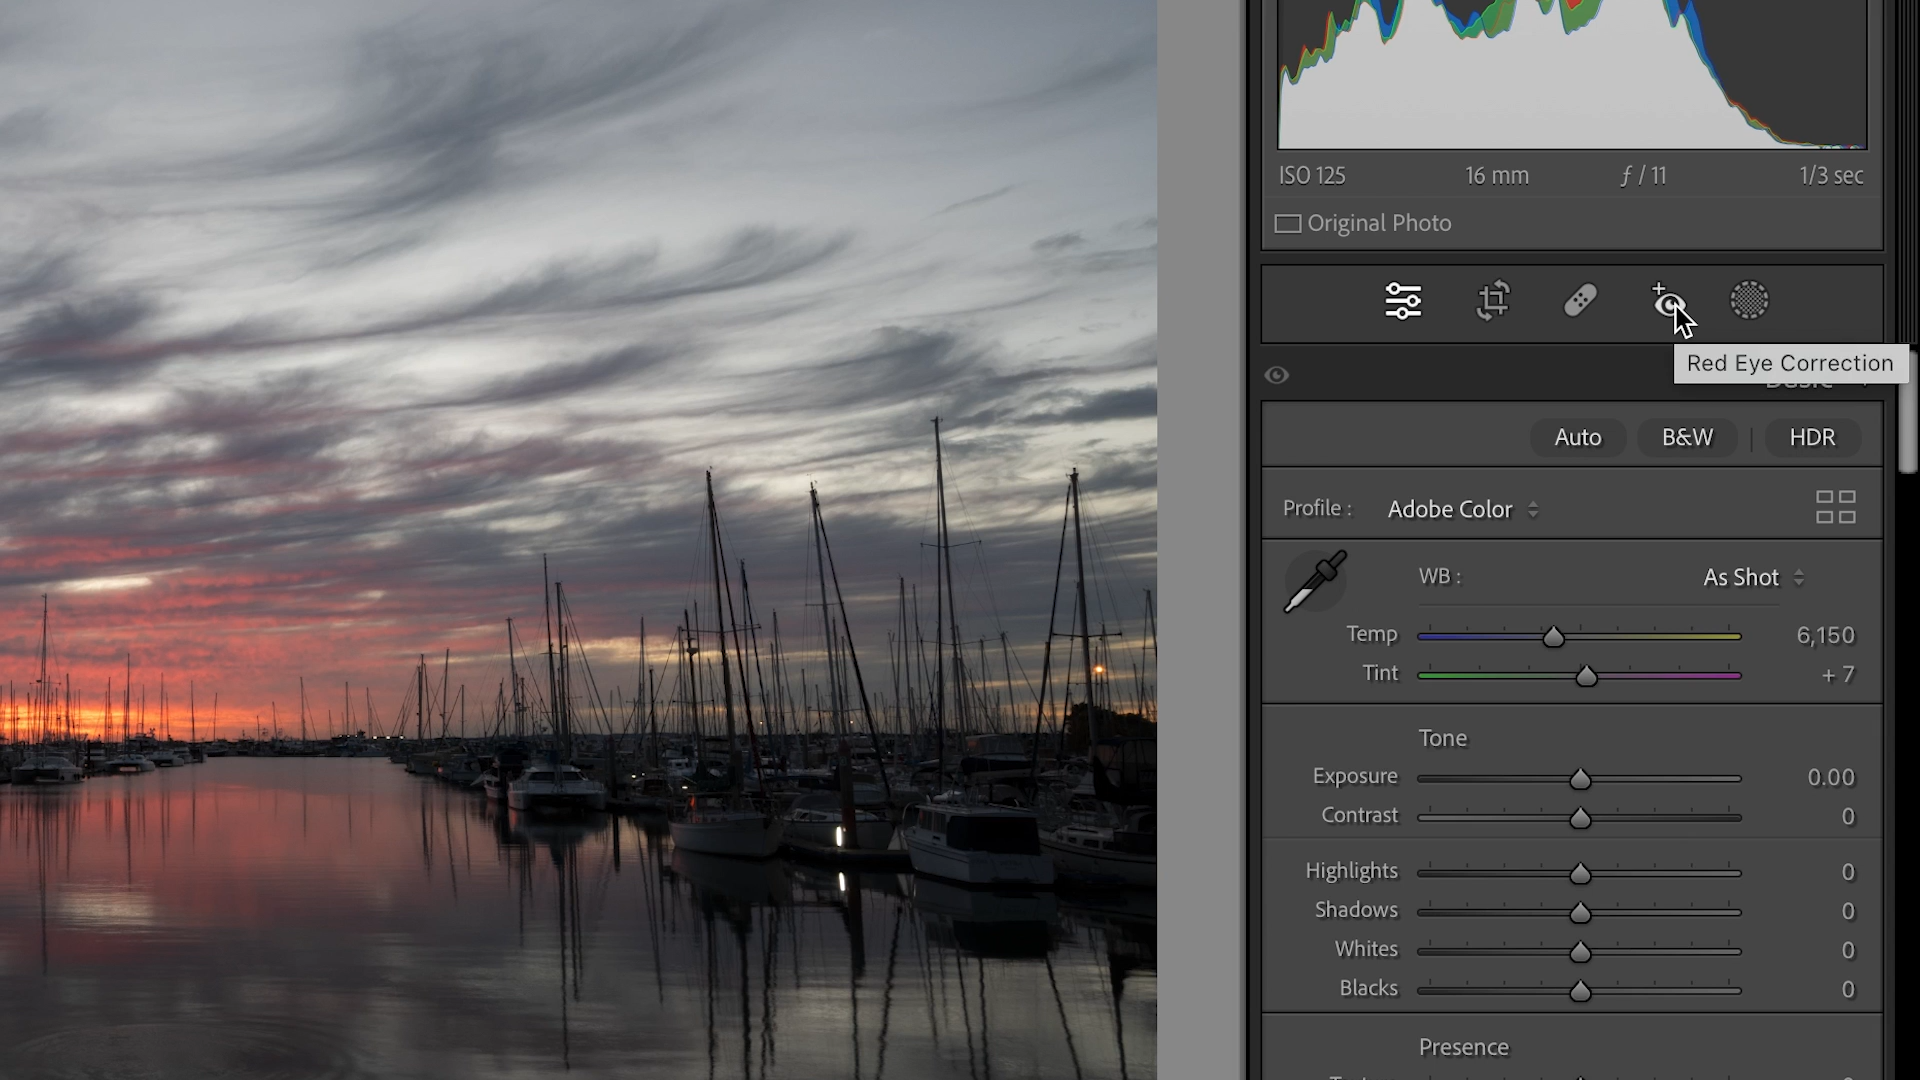 ISO 125 16 mm ƒ / 11 1/3 sec
Original Photo
Red Eye Correction
Basic
Auto B&W | HDR
Profile : Adobe Color
WB : As Shot
Temp 6,150
Tint + 7
Tone
Exposure 0.00
Contrast 0
Highlights 0
Shadows 0
Whites 0
Blacks 0
Presence